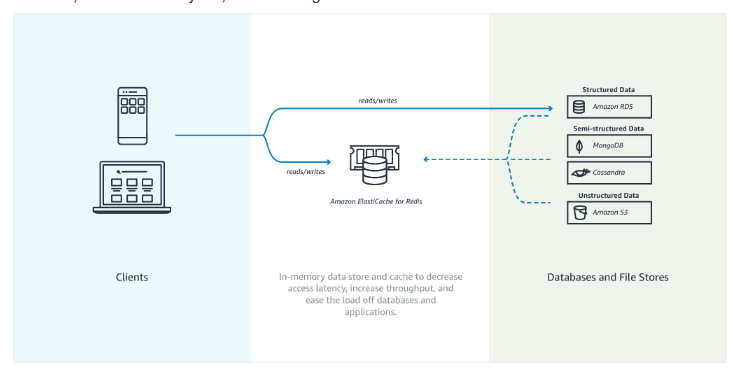 reads/writes
reads/writes
Amazon ElastiCache for Redis
Structured Data
Amazon RDS
Semi-structured Data
MongoDB
Cassandra
Unstructured Data
Amazon S3
Clients
In-memory data store and cache to decrease
access latency, increase throughput, and
ease the load off databases and
applications.
Databases and File Stores